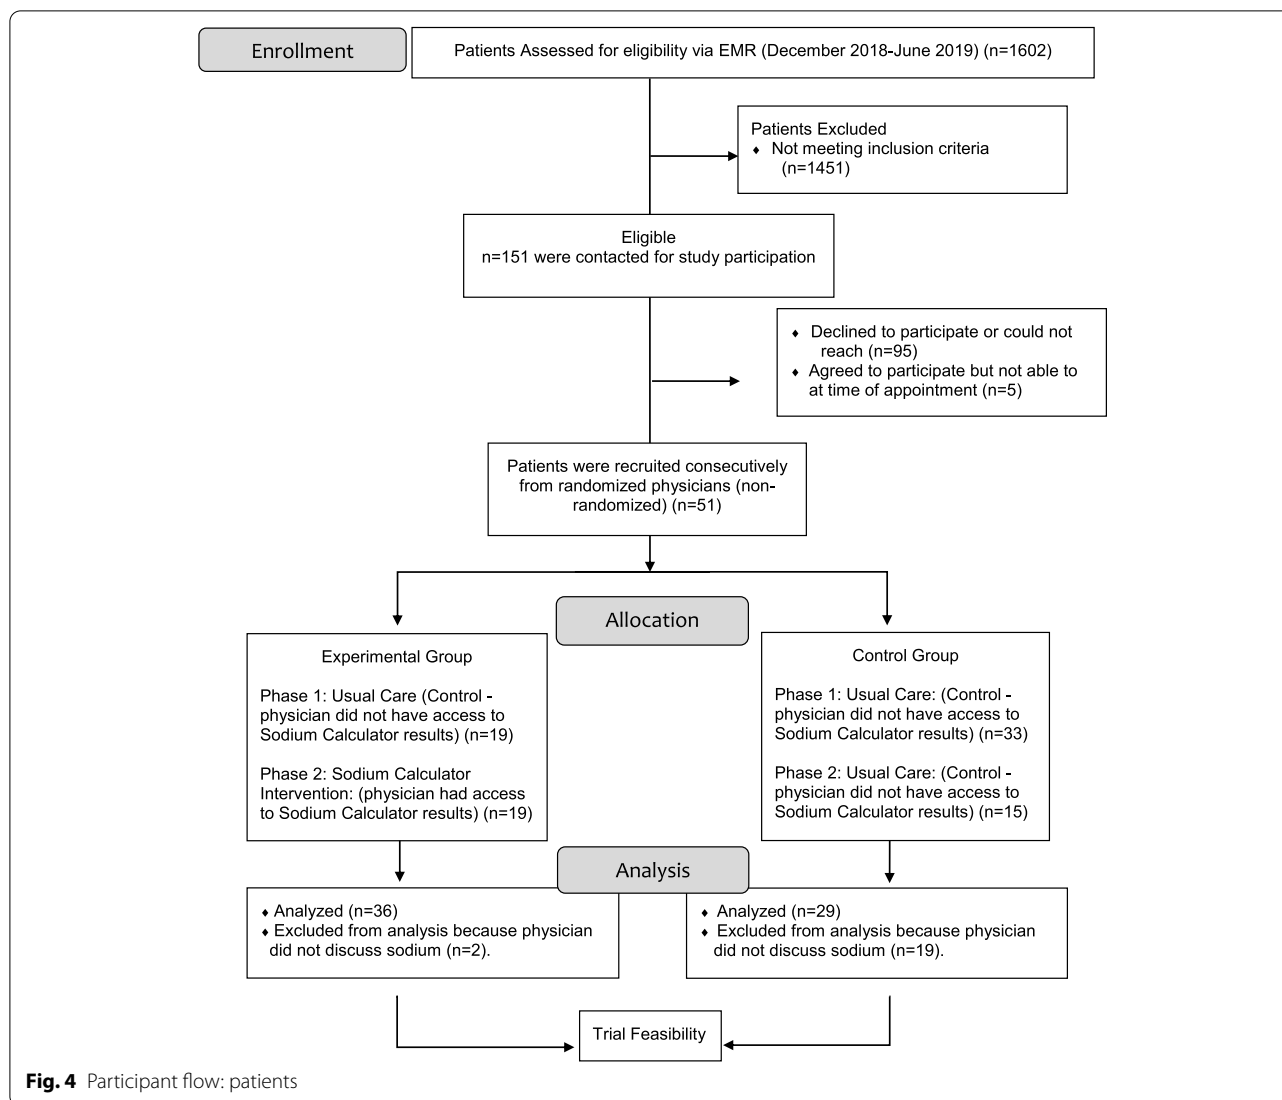 Enrollment
Patients Assessed for eligibility via EMR (December 2018-June 2019) (n=1602)
Patients Excluded
♦ Not meeting inclusion criteria
(n=1451)
Eligible
n=151 were contacted for study participation
♦ Declined to participate or could not
reach (n=95)
♦ Agreed to participate but not able to
at time of appointment (n=5)
Patients were recruited consecutively
from randomized physicians (non-
randomized) (n=51)
Allocation
Experimental Group
Phase 1: Usual Care (Control -
physician did not have access to
Sodium Calculator results) (n=19)
Phase 2: Sodium Calculator
Intervention: (physician had access
to Sodium Calculator results) (n=19)
Control Group
Phase 1: Usual Care: (Control -
physician did not have access to
Sodium Calculator results) (n=33)
Phase 2: Usual Care: (Control -
physician did not have access to
Sodium Calculator results) (n=15)
Analysis
♦ Analyzed (n=36)
♦ Excluded from analysis because physician
did not discuss sodium (n=2).
♦ Analyzed (n=29)
♦ Excluded from analysis because physician
did not discuss sodium (n=19).
Trial Feasibility
Fig. 4 Participant flow: patients